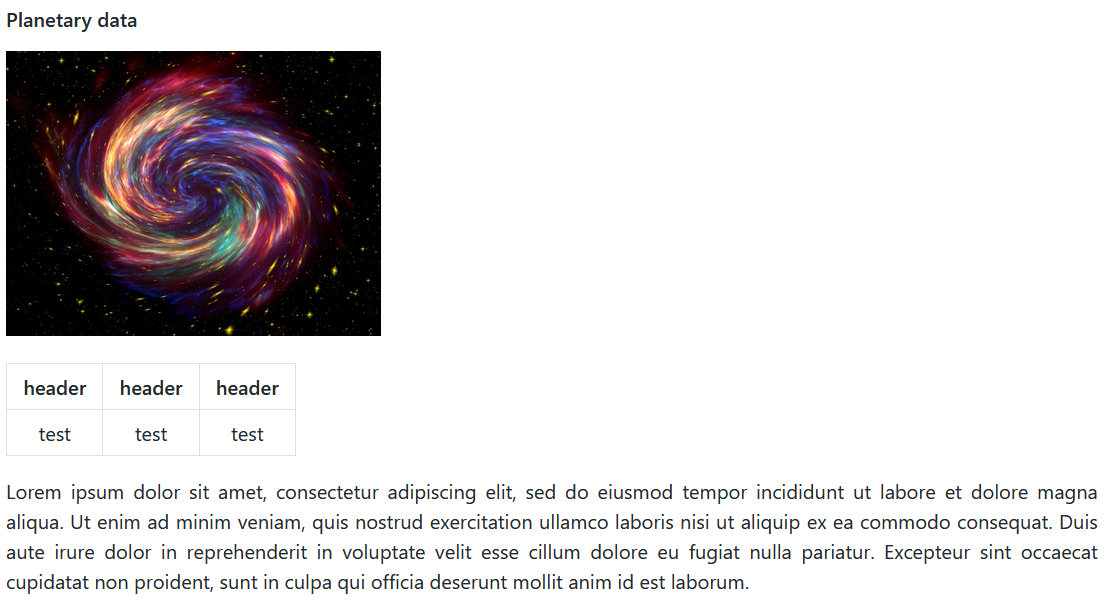 Planetary data
header header header
test test test
Lorem ipsum dolor sit amet, consectetur adipiscing elit, sed do eiusmod tempor incididunt ut labore et dolore magna
aliqua. Ut enim ad minim veniam, quis nostrud exercitation ullamco laboris nisi ut aliquip ex ea commodo consequat. Duis
aute irure dolor in reprehenderit in voluptate velit esse cillum dolore eu fugiat nulla pariatur. Excepteur sint occaecat
cupidatat non proident, sunt in culpa qui officia deserunt mollit anim id est laborum.